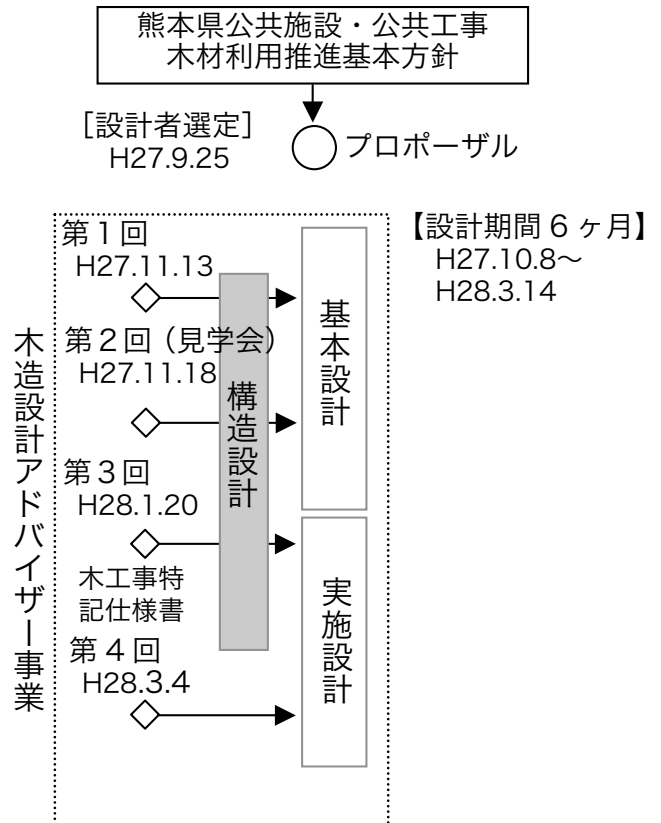 熊本県公共施設・公共工事
木材利用推進基本方針
［設計者選定］
H27.9.25
プロポーザル
【設計期間６ヶ月】
H27.10.8〜
H28.3.14
木造設計アドバイザー事業
第１回
H27.11.13
第２回（見学会）
H27.11.18
第３回
H28.1.20
木工事特
記仕様書
第４回
H28.3.4
構造設計
基本設計
実施設計